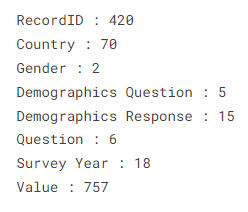 RecordID : 420
Country : 70
Gender : 2
Demographics Question : 5
Demographics Response : 15
Question : 6
Survey Year : 18
Value : 757